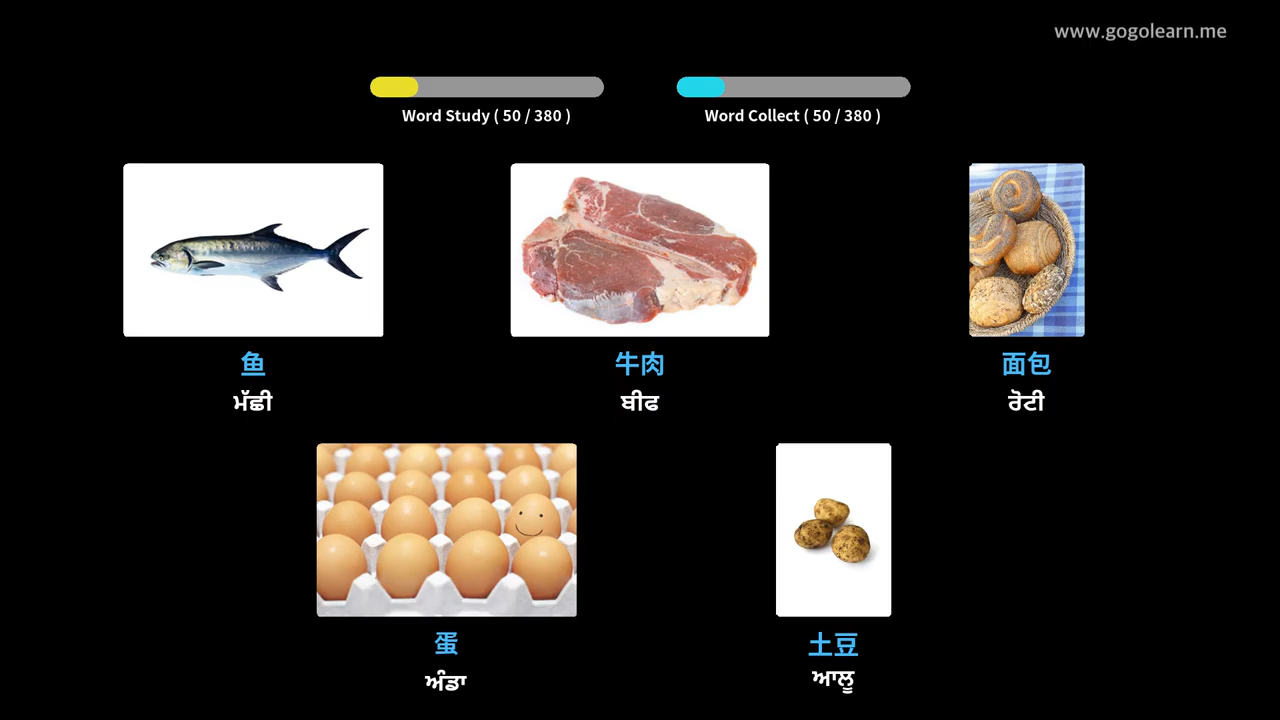 www.gogolearn.me
Word Study ( 50 / 380 )
Word Collect ( 50 / 380 )
鱼
ਮੱਛੀ
牛肉
ਬੀਫ
面包
ਰੋਟੀ
蛋
ਅੰਡਾ
土豆
ਆਲੂ